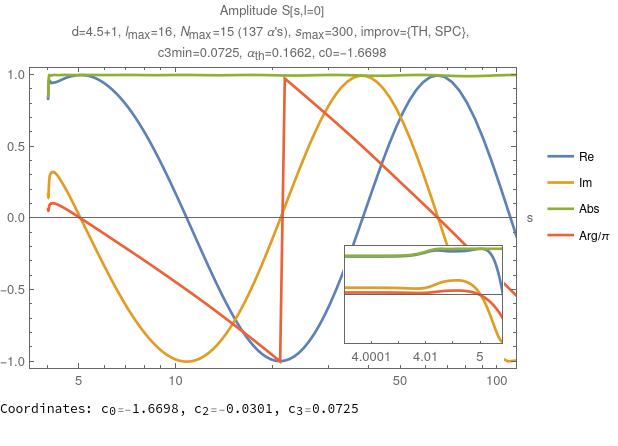 Amplitude S[s,l=0]
d=4.5+1, lmax=16, Nmax=15 (137 α's), smax=300, improv={TH, SPC},
c3min=0.0725, αth=0.1662, c0=-1.6698
1.0
0.5
0.0
-0.5
-1.0
s
Re
Im
Abs
Arg/π
4.0001 4.01 5
5 10 50 100
Coordinates: c0=-1.6698, c2=-0.0301, c3=0.0725